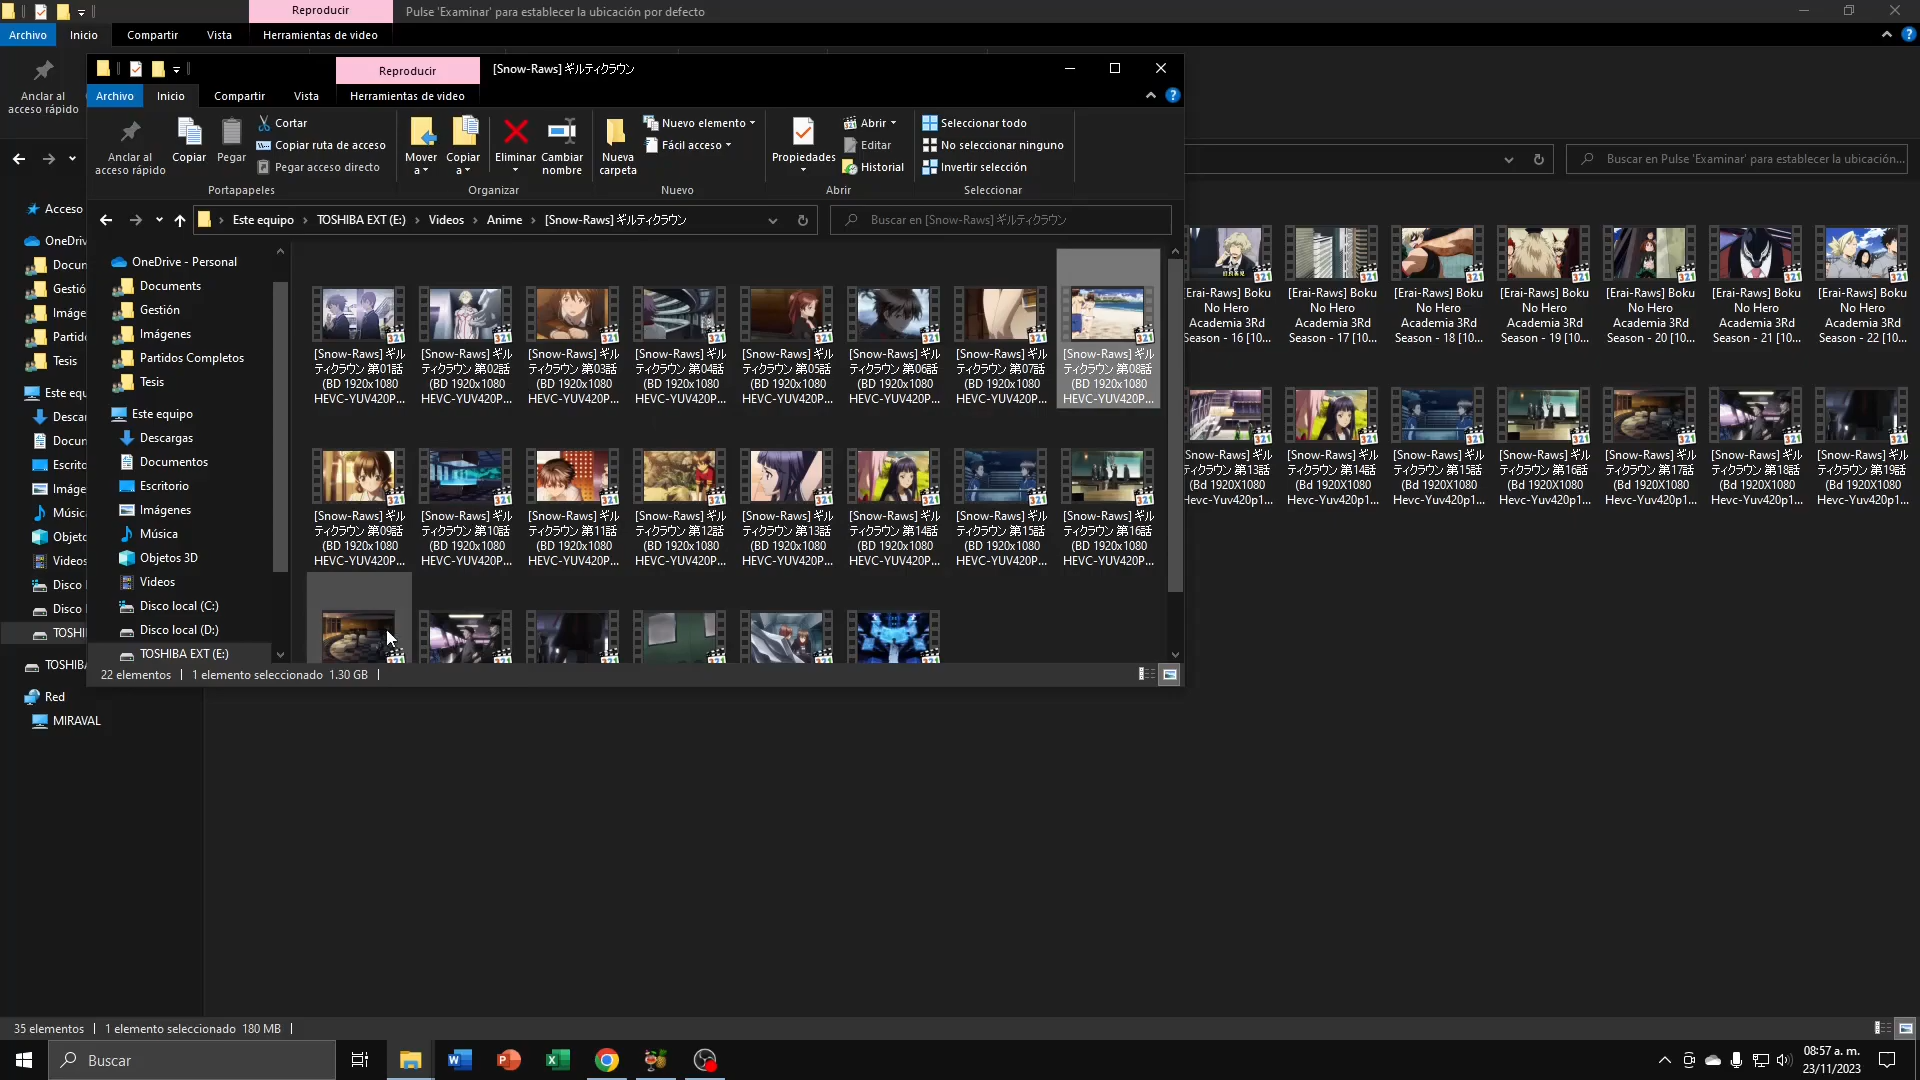 Reproducir
Pulse 'Examinar' para establecer la ubicación por defecto
Archivo
Inicio
Compartir
Vista
Herramientas de video
Anclar al
acceso rápido
Buscar en Pulse 'Examinar' para establecer la ubicación...
Acceso
OneDriv
Docun
Gestió
Imáge
Partid
Tesis
Este equ
Descar
Docun
Escrito
Imáge
Músic
Objeto
Videos
Disco
Disco
TOSHI
TOSHIBA
Red
MIRAVAL
Reproducir
[Snow-Raws] ギルティクラウン
Archivo
Inicio
Compartir
Vista
Herramientas de video
Anclar al
acceso rápido
Copiar
Pegar
Cortar
Copiar ruta de acceso
Pegar acceso directo
Portapapeles
Mover
a
Copiar
a
Eliminar
Cambiar
nombre
Organizar
Nueva
carpeta
Nuevo elemento
Fácil acceso
Nuevo
Propiedades
Abrir
Editar
Historial
Abrir
Seleccionar todo
No seleccionar ninguno
Invertir selección
Seleccionar
Este equipo
TOSHIBA EXT (E:)
Videos
Anime
[Snow-Raws] ギルティクラウン
Buscar en [Snow-Raws] ギルティクラウン
OneDrive - Personal
Documents
Gestión
Imágenes
Partidos Completos
Tesis
Este equipo
Descargas
Documentos
Escritorio
Imágenes
Música
Objetos 3D
Videos
Disco local (C:)
Disco local (D:)
TOSHIBA EXT (E:)
[Snow-Raws] ギル
ティクラウン 第01話
(BD 1920x1080
HEVC-YUV420P...
[Snow-Raws] ギル
ティクラウン 第02話
(BD 1920x1080
HEVC-YUV420P...
[Snow-Raws] ギル
ティクラウン 第03話
(BD 1920x1080
HEVC-YUV420P...
[Snow-Raws] ギル
ティクラウン 第04話
(BD 1920x1080
HEVC-YUV420P...
[Snow-Raws] ギル
ティクラウン 第05話
(BD 1920x1080
HEVC-YUV420P...
[Snow-Raws] ギル
ティクラウン 第06話
(BD 1920x1080
HEVC-YUV420P...
[Snow-Raws] ギル
ティクラウン 第07話
(BD 1920x1080
HEVC-YUV420P...
[Snow-Raws] ギル
ティクラウン 第08話
(BD 1920x1080
HEVC-YUV420P...
[Snow-Raws] ギル
ティクラウン 第09話
(BD 1920x1080
HEVC-YUV420P...
[Snow-Raws] ギル
ティクラウン 第10話
(BD 1920x1080
HEVC-YUV420P...
[Snow-Raws] ギル
ティクラウン 第11話
(BD 1920x1080
HEVC-YUV420P...
[Snow-Raws] ギル
ティクラウン 第12話
(BD 1920x1080
HEVC-YUV420P...
[Snow-Raws] ギル
ティクラウン 第13話
(BD 1920x1080
HEVC-YUV420P...
[Snow-Raws] ギル
ティクラウン 第14話
(BD 1920x1080
HEVC-YUV420P...
[Snow-Raws] ギル
ティクラウン 第15話
(BD 1920x1080
HEVC-YUV420P...
[Snow-Raws] ギル
ティクラウン 第16話
(BD 1920x1080
HEVC-YUV420P...
22 elementos
1 elemento seleccionado 1.30 GB
[Erai-Raws] Boku
No Hero
Academia 3Rd
Season - 16 [10...
[Erai-Raws] Boku
No Hero
Academia 3Rd
Season - 17 [10...
[Erai-Raws] Boku
No Hero
Academia 3Rd
Season - 18 [10...
[Erai-Raws] Boku
No Hero
Academia 3Rd
Season - 19 [10...
[Erai-Raws] Boku
No Hero
Academia 3Rd
Season - 20 [10...
[Erai-Raws] Boku
No Hero
Academia 3Rd
Season - 21 [10...
[Erai-Raws] Boku
No Hero
Academia 3Rd
Season - 22 [10...
Snow-Raws] ギル
ティクラウン 第13話
(Bd 1920X1080
Hevc-Yuv420p1...
[Snow-Raws] ギル
ティクラウン 第14話
(Bd 1920X1080
Hevc-Yuv420p1...
[Snow-Raws] ギル
ティクラウン 第15話
(Bd 1920X1080
Hevc-Yuv420p1...
[Snow-Raws] ギル
ティクラウン 第16話
(Bd 1920X1080
Hevc-Yuv420p1...
[Snow-Raws] ギル
ティクラウン 第17話
(Bd 1920X1080
Hevc-Yuv420p1...
[Snow-Raws] ギル
ティクラウン 第18話
(Bd 1920X1080
Hevc-Yuv420p1...
[Snow-Raws] ギル
ティクラウン 第19話
(Bd 1920X1080
Hevc-Yuv420p1...
35 elementos
1 elemento seleccionado 180 MB
Buscar
08:57 a. m.
23/11/2023